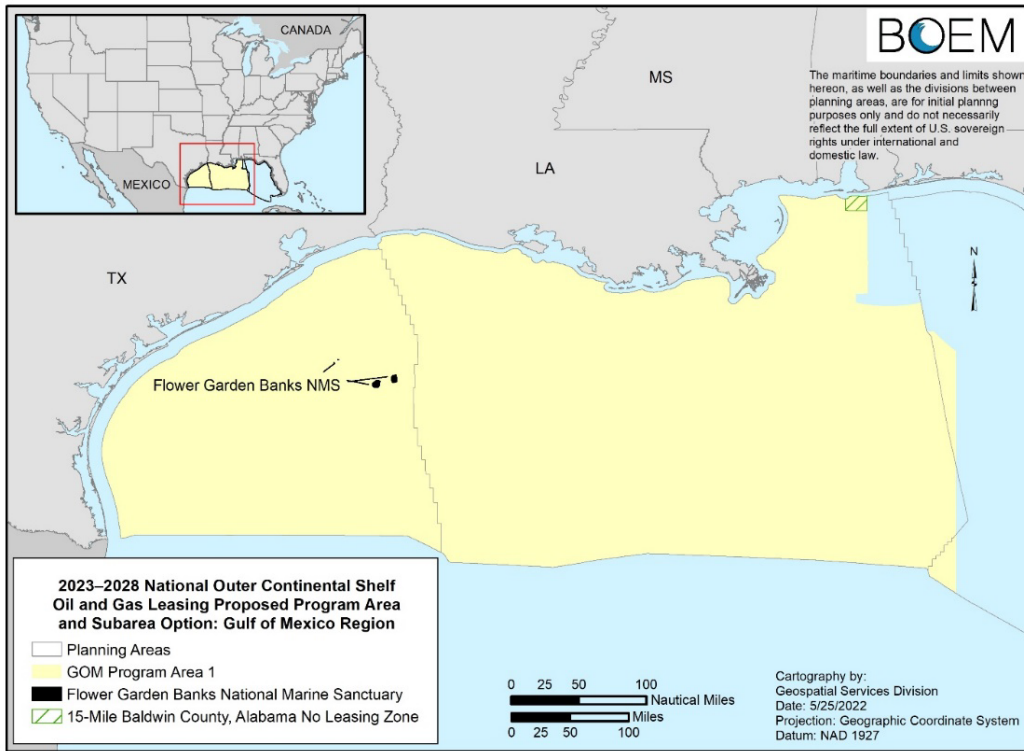 CANADA
MEXICO
BOEM
The maritime boundaries and limits shown
hereon, as well as the divisions between
planning areas, are for initial planning
purposes only and do not necessarily
reflect the full extent of U.S. sovereign
rights under international and
domestic law.
MS
LA
TX
N
Flower Garden Banks NMS
2023–2028 National Outer Continental Shelf
Oil and Gas Leasing Proposed Program Area
and Subarea Option: Gulf of Mexico Region
Planning Areas
GOM Program Area 1
Flower Garden Banks National Marine Sanctuary
15-Mile Baldwin County, Alabama No Leasing Zone
0 25 50 100
Nautical Miles
Miles
0 25 50 100
Cartography by:
Geospatial Services Division
Date: 5/25/2022
Projection: Geographic Coordinate System
Datum: NAD 1927